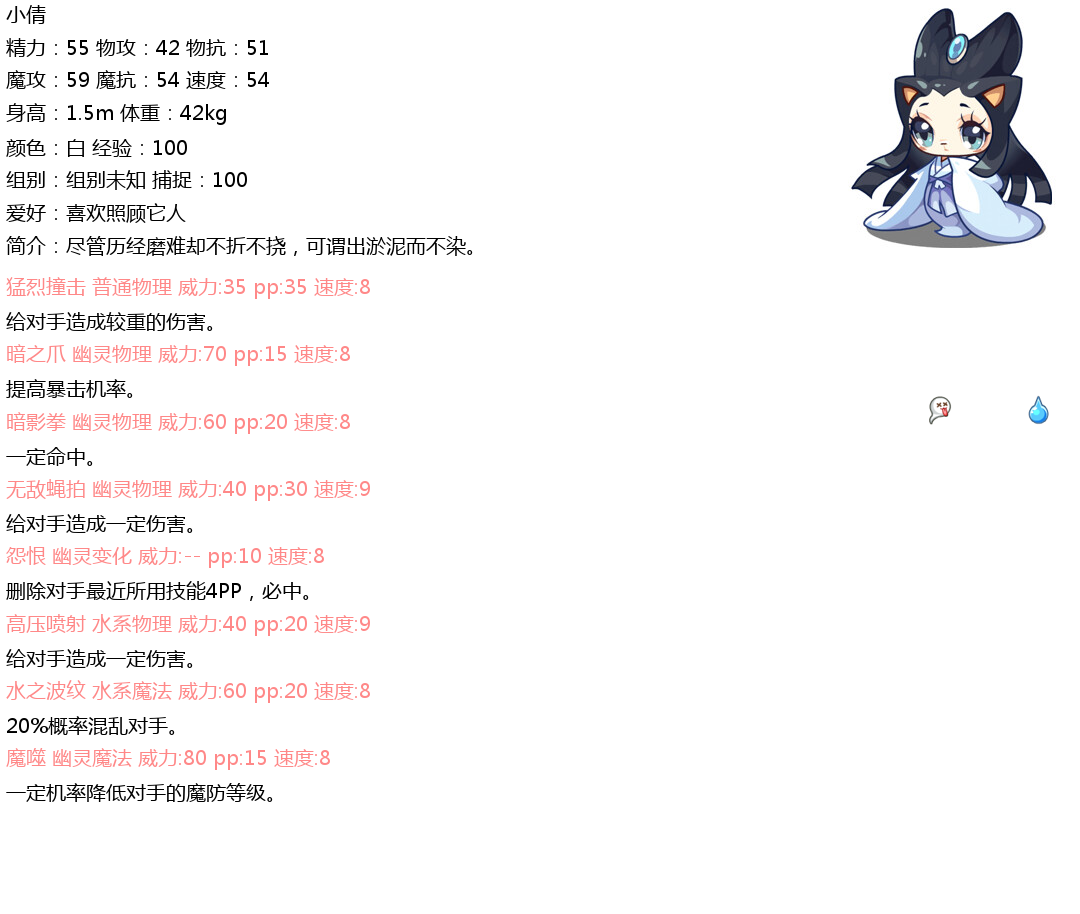 小倩
精力：55 物攻：42 物抗：51
魔攻：59 魔抗：54 速度：54
身高：1.5m 体重：42kg
颜色：白 经验：100
组别：组别未知 捕捉：100
爱好：喜欢照顾它人
简介：尽管历经磨难却不折不挠，可谓出淤泥而不染。
猛烈撞击 普通物理 威力:35 pp:35 速度:8
给对手造成较重的伤害。
暗之爪 幽灵物理 威力:70 pp:15 速度:8
提高暴击机率。
暗影拳 幽灵物理 威力:60 pp:20 速度:8
一定命中。
无敌蝇拍 幽灵物理 威力:40 pp:30 速度:9
给对手造成一定伤害。
怨恨 幽灵变化 威力:-- pp:10 速度:8
删除对手最近所用技能4PP，必中。
高压喷射 水系物理 威力:40 pp:20 速度:9
给对手造成一定伤害。
水之波纹 水系魔法 威力:60 pp:20 速度:8
20%概率混乱对手。
魔噬 幽灵魔法 威力:80 pp:15 速度:8
一定机率降低对手的魔防等级。